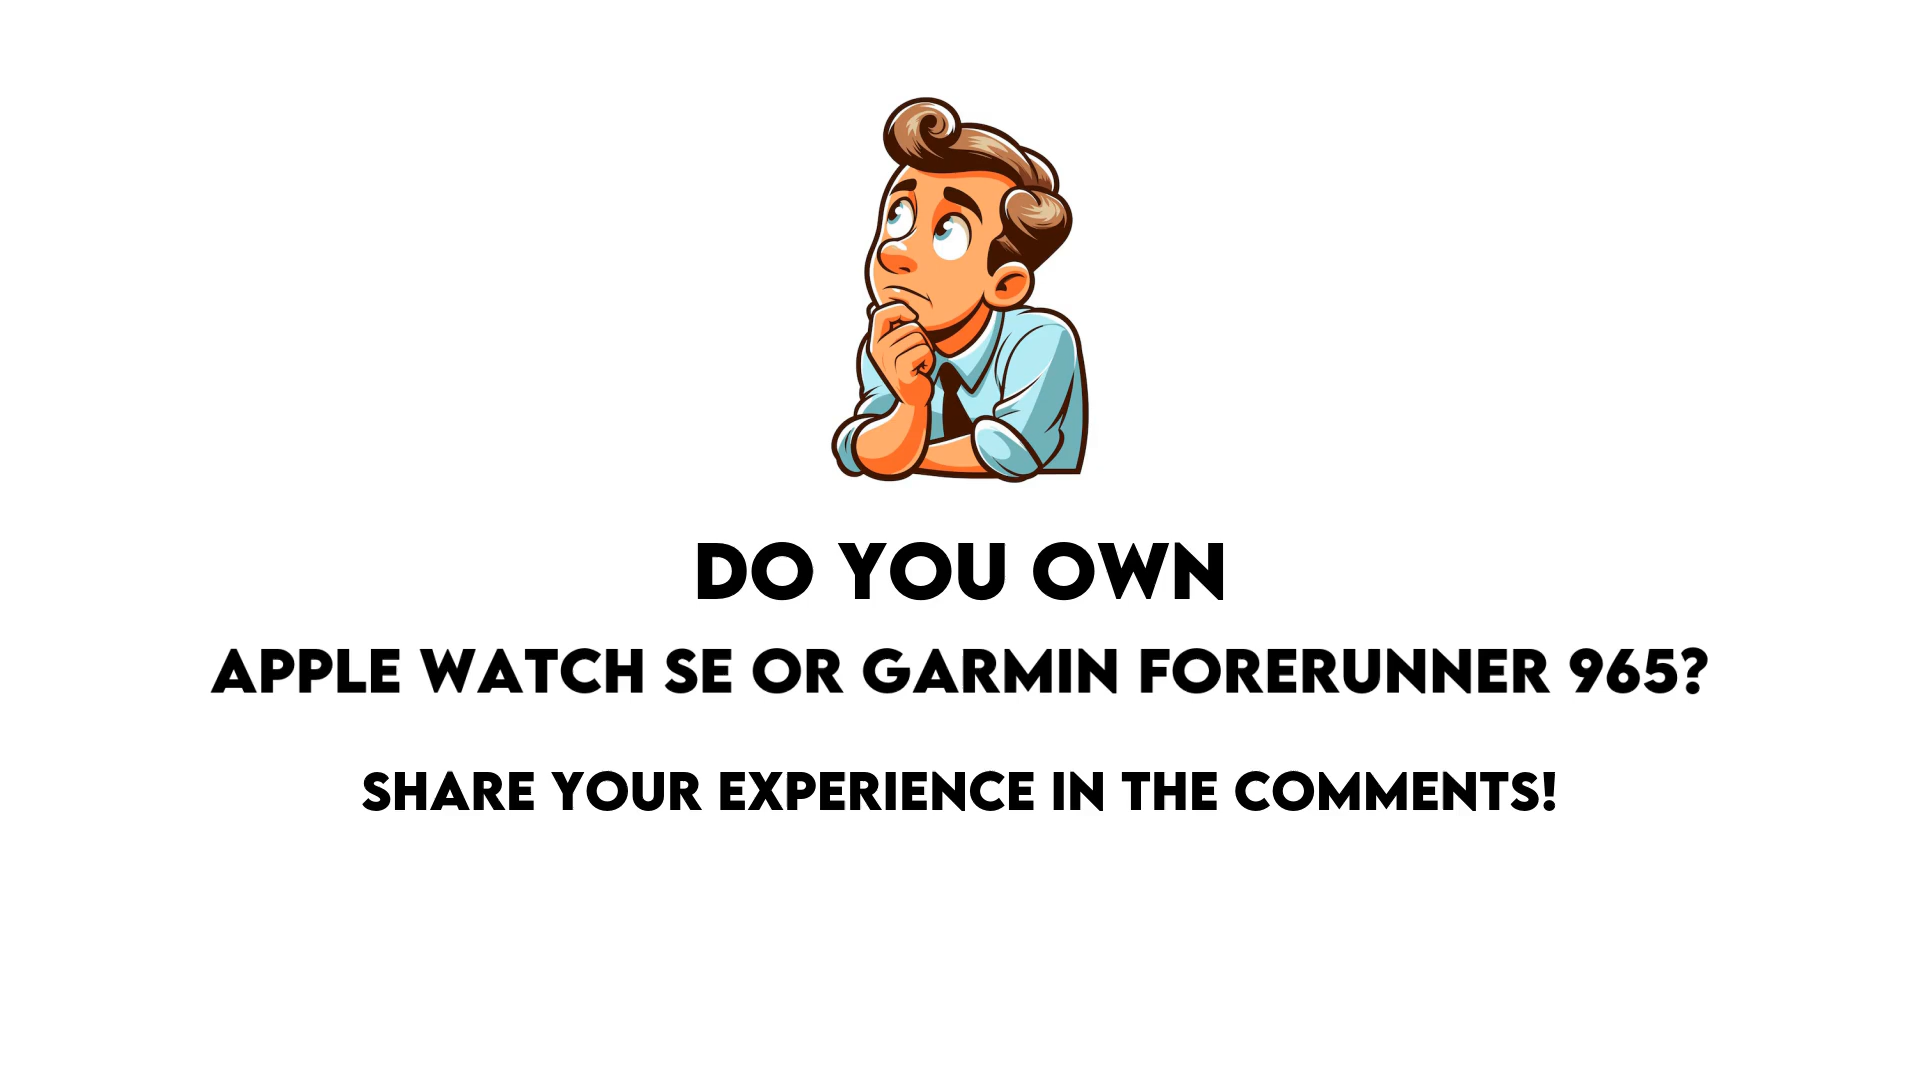 DO YOU OWN
APPLE WATCH SE OR GARMIN FORERUNNER 965?
SHARE YOUR EXPERIENCE IN THE COMMENTS!